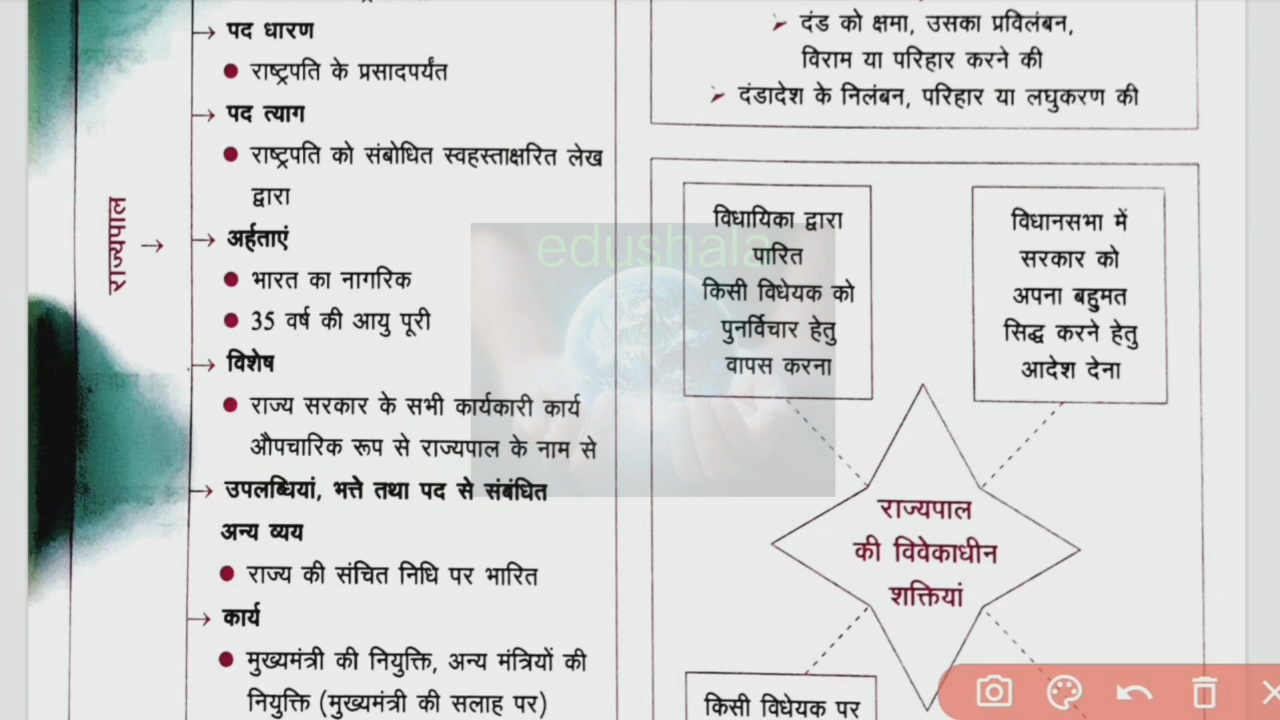 राज्यपाल
पद धारण
राष्ट्रपति के प्रसादपर्यंत
पद त्याग
राष्ट्रपति को संबोधित स्वहस्ताक्षरित लेख
द्वारा
अर्हताएं
भारत का नागरिक
35 वर्ष की आयु पूरी
विशेष
राज्य सरकार के सभी कार्यकारी कार्य
औपचारिक रूप से राज्यपाल के नाम से
उपलब्धियां, भत्ते तथा पद से संबंधित
अन्य व्यय
राज्य की संचित निधि पर भारित
कार्य
मुख्यमंत्री की नियुक्ति, अन्य मंत्रियों की
नियुक्ति (मुख्यमंत्री की सलाह पर)
दंड को क्षमा, उसका प्रविलंबन,
विराम या परिहार करने की
दंडादेश के निलंबन, परिहार या लघुकरण की
edushala
विधायिका द्वारा
पारित
किसी विधेयक को
पुनर्विचार हेतु
वापस करना
विधानसभा में
सरकार को
अपना बहुमत
सिद्ध करने हेतु
आदेश देना
राज्यपाल
की विवेकाधीन
शक्तियां
किसी विधेयक पर